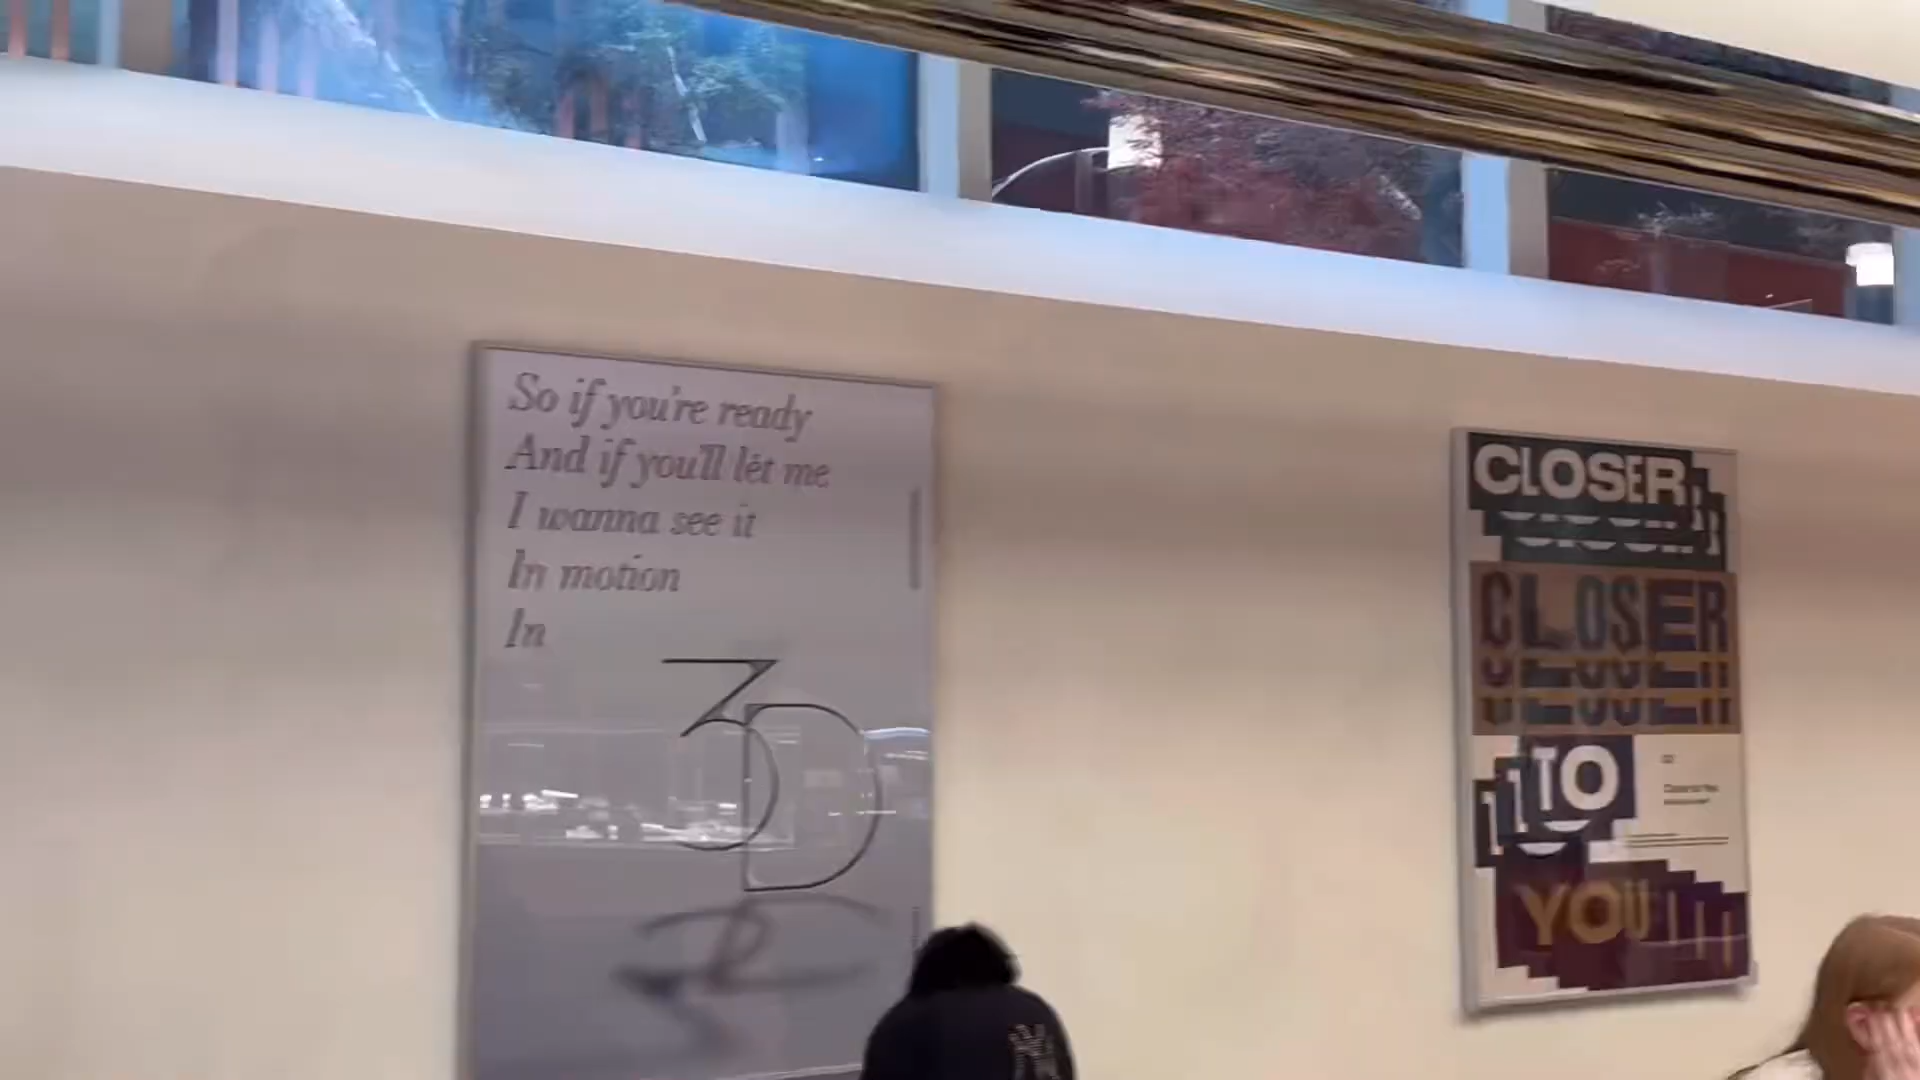 So if you're ready
And if you'll let me
I wanna see it
In motion
In
3D
CLOSER
CLOSER
TO
YOU